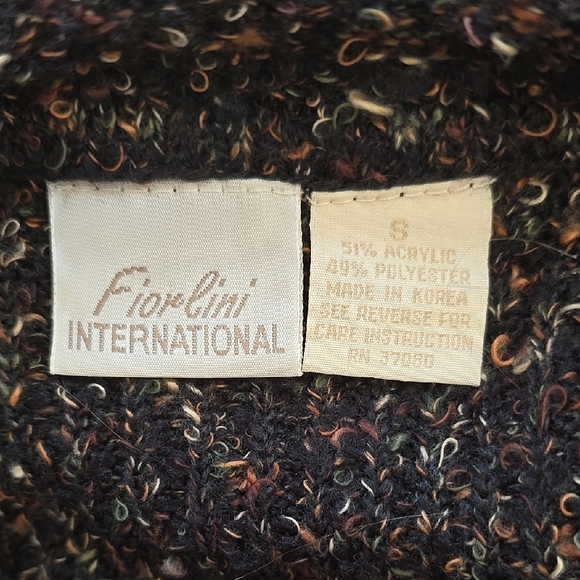 Fiorlini
INTERNATIONAL
S
51% ACRYLIC
49% POLYESTER
MADE IN KOREA
SEE REVERSE FOR
CARE INSTRUCTION
RN 37080